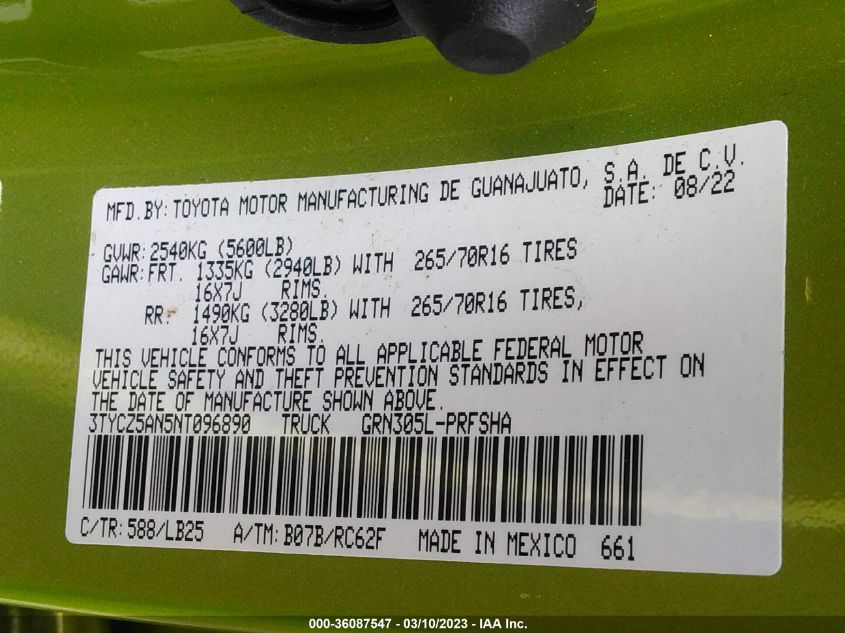 MFD.BY: TOYOTA MOTOR MANUFACTURING DE GUANAJUATO, S.A. DE C.V.
DATE: 08/22
GVWR: 2540KG (5600LB)
GAWR: FRT. 1335KG (2940LB) WITH 265/70R16 TIRES
16X7J RIMS.
RR. 1490KG (3280LB) WITH 265/70R16 TIRES,
16X7J RIMS.
THIS VEHICLE CONFORMS TO ALL APPLICABLE FEDERAL MOTOR
VEHICLE SAFETY AND THEFT PREVENTION STANDARDS IN EFFECT ON
THE DATE OF MANUFACTURE SHOWN ABOVE.
3TYCZ5AN5NT096890 TRUCK GRN305L-PRFSHA
C/TR: 588/LB25 A/TM: B07B/RC62F MADE IN MEXICO 661
000-36087547 - 03/10/2023 - IAA Inc.